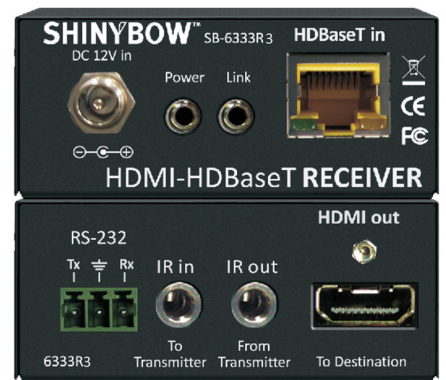 SHINYBOW™ SB-6333R3 HDBaseT in
DC 12V in
Power Link
CE
FC
HDMI-HDBaseT RECEIVER
HDMI out
RS-232
Tx Rx IR in IR out
To From
Transmitter Transmitter To Destination
6333R3